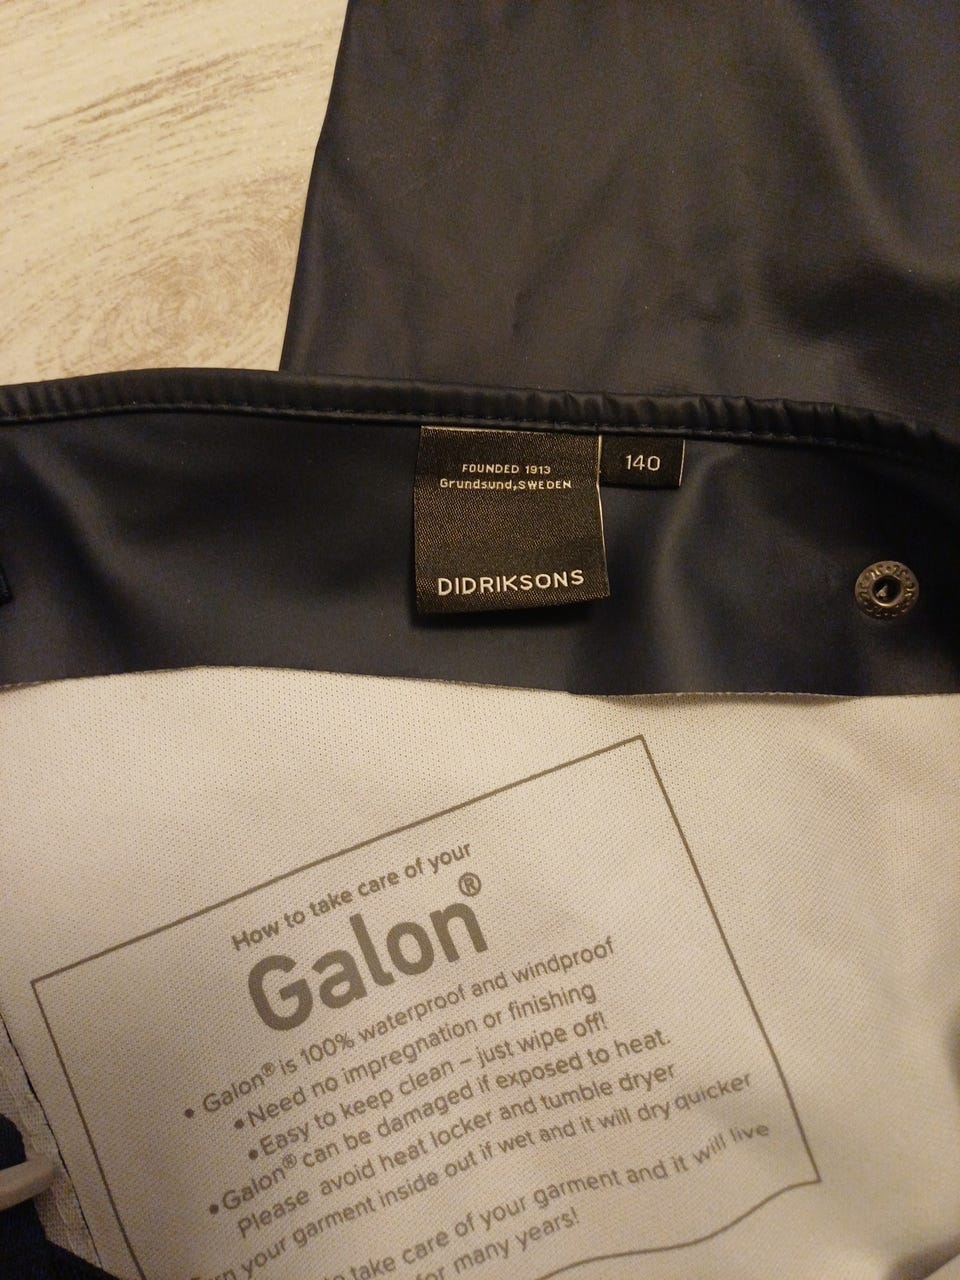 FOUNDED 1913
Grundsund,SWEDEN
DIDRIKSONS
140
How to take care of your
Galon®
• Galon® is 100% waterproof and windproof
•Need no impregnation or finishing
•Easy to keep clean – just wipe off!
•Galon® can be damaged if exposed to heat.
Please avoid heat locker and tumble dryer
your garment inside out if wet and it will dry quicker
take care of your garment and it will live
for many years!